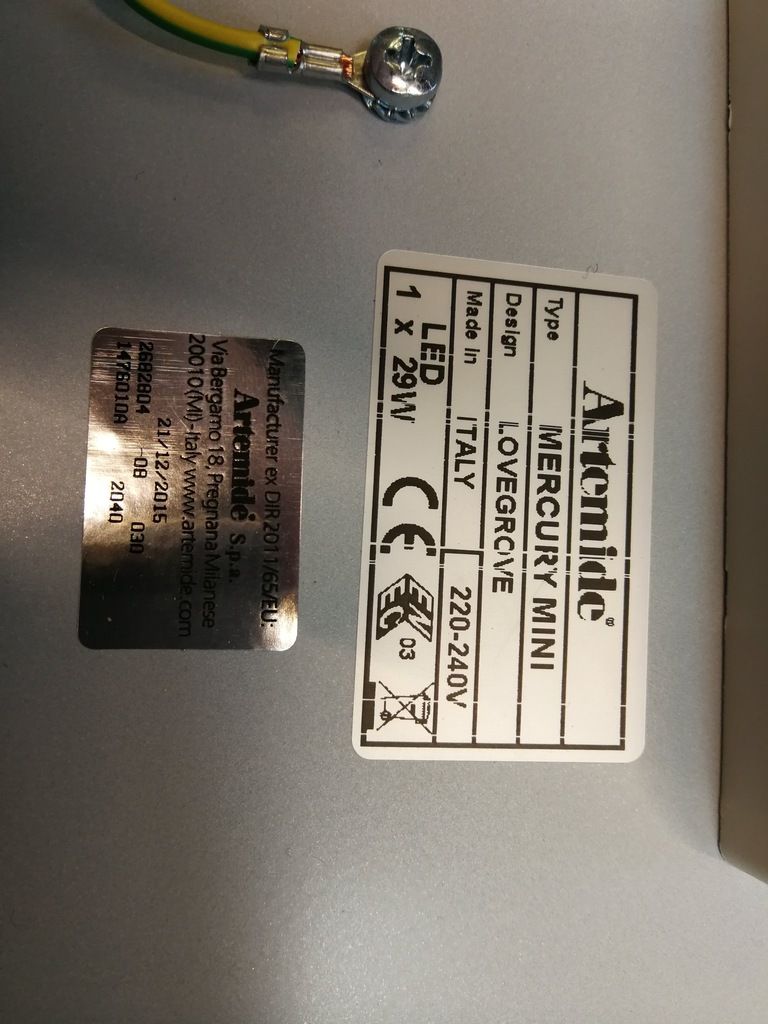 Artemide®
Type MERCURY MINI
Design LOVEGROVE
Made in ITALY 220-240V
LED
1 x 29W CE ENEC 03
Manufacturer ex DIR 2011/65/EU:
Artemide S.p.a.
Via Bergamo 18, Pregnana Milanese
20010(MI)-Italy www.artemide.com
21/12/2015
2682804 -08 030
1476010A 2040